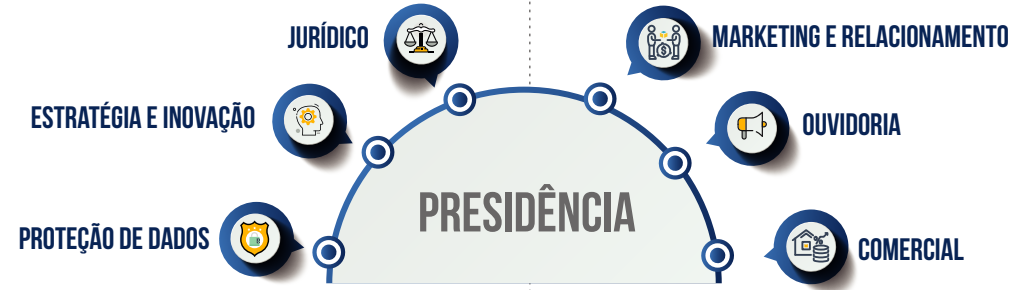 JURÍDICO
MARKETING E RELACIONAMENTO
ESTRATÉGIA E INOVAÇÃO
OUVIDORIA
PRESIDÊNCIA
PROTEÇÃO DE DADOS
COMERCIAL